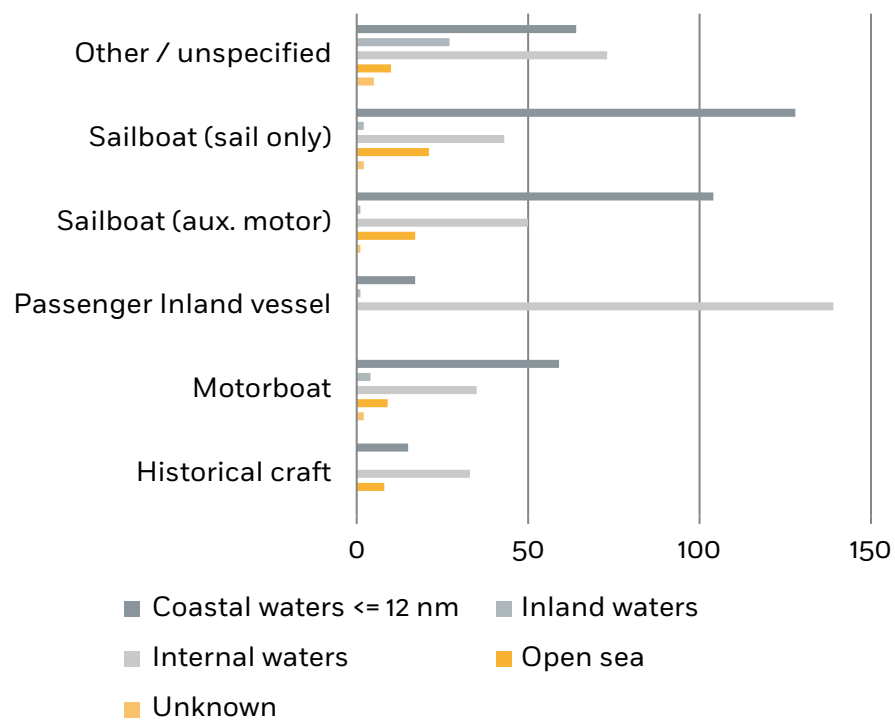 Other / unspecified
Sailboat (sail only)
Sailboat (aux. motor)
Passenger Inland vessel
Motorboat
Historical craft
0 50 100 150
Coastal waters <= 12 nm Inland waters
Internal waters Open sea
Unknown